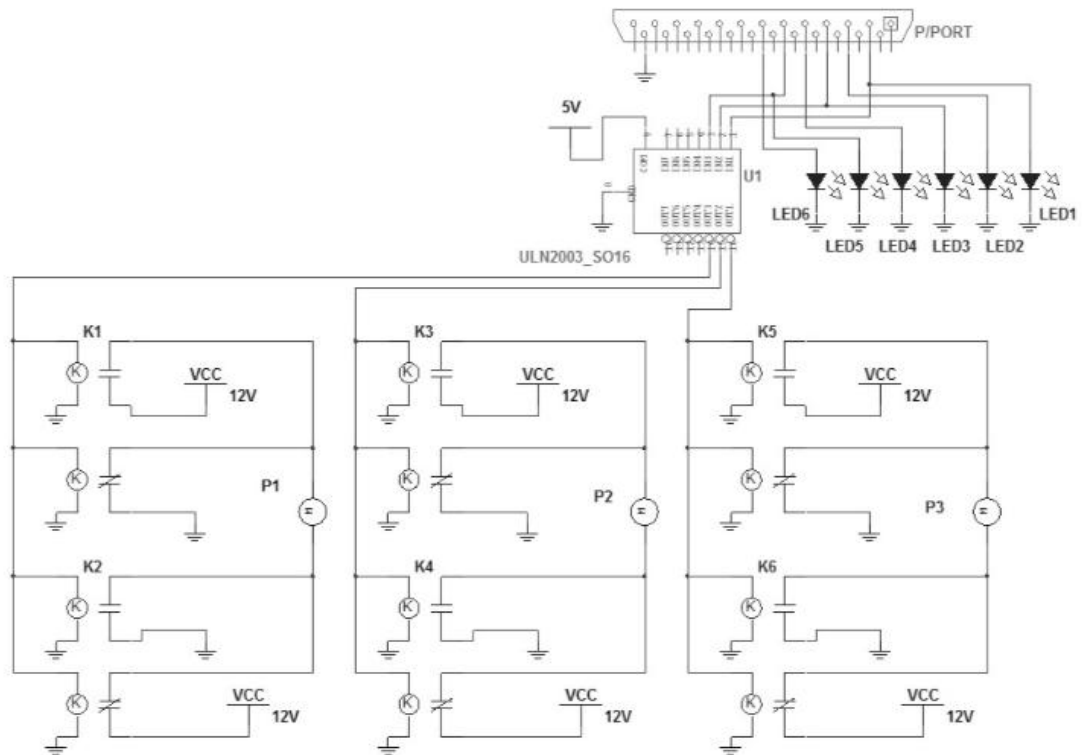 P/PORT
5V
U1
LED6
LED5
LED4
LED3
LED2
LED1
ULN2003_SO16
K1
K
VCC
12V
K
P1
K2
K
K
VCC
12V
K3
K
VCC
12V
K
P2
K4
K
K
VCC
12V
K5
K
VCC
12V
K
P3
K6
K
K
VCC
12V